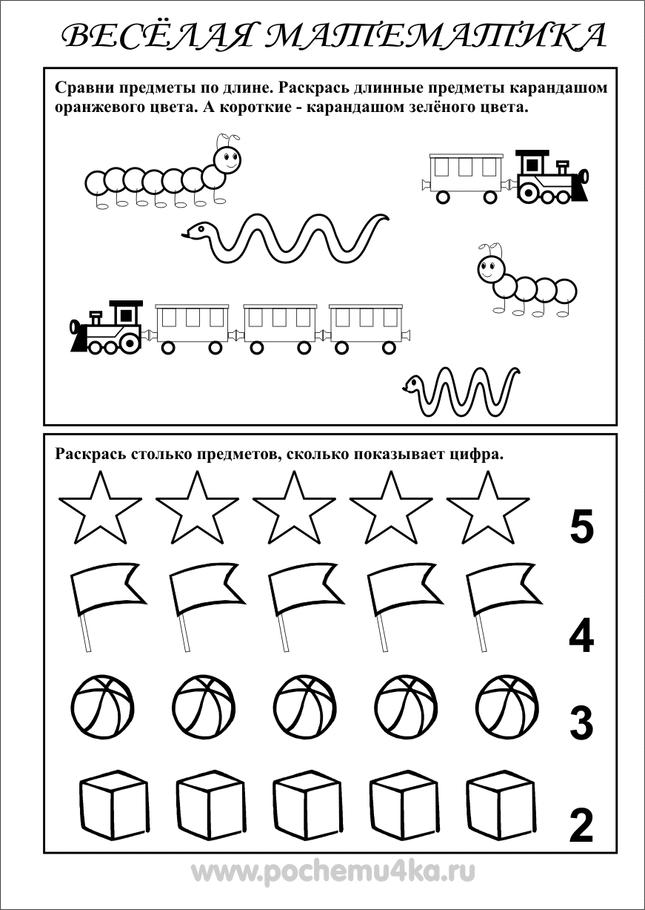 ВЕСЁЛАЯ МАТЕМАТИКА
Сравни предметы по длине. Раскрась длинные предметы карандашом
оранжевого цвета. А короткие - карандашом зелёного цвета.
Раскрась столько предметов, сколько показывает цифра.
5
4
3
2
www.pochemu4ka.ru